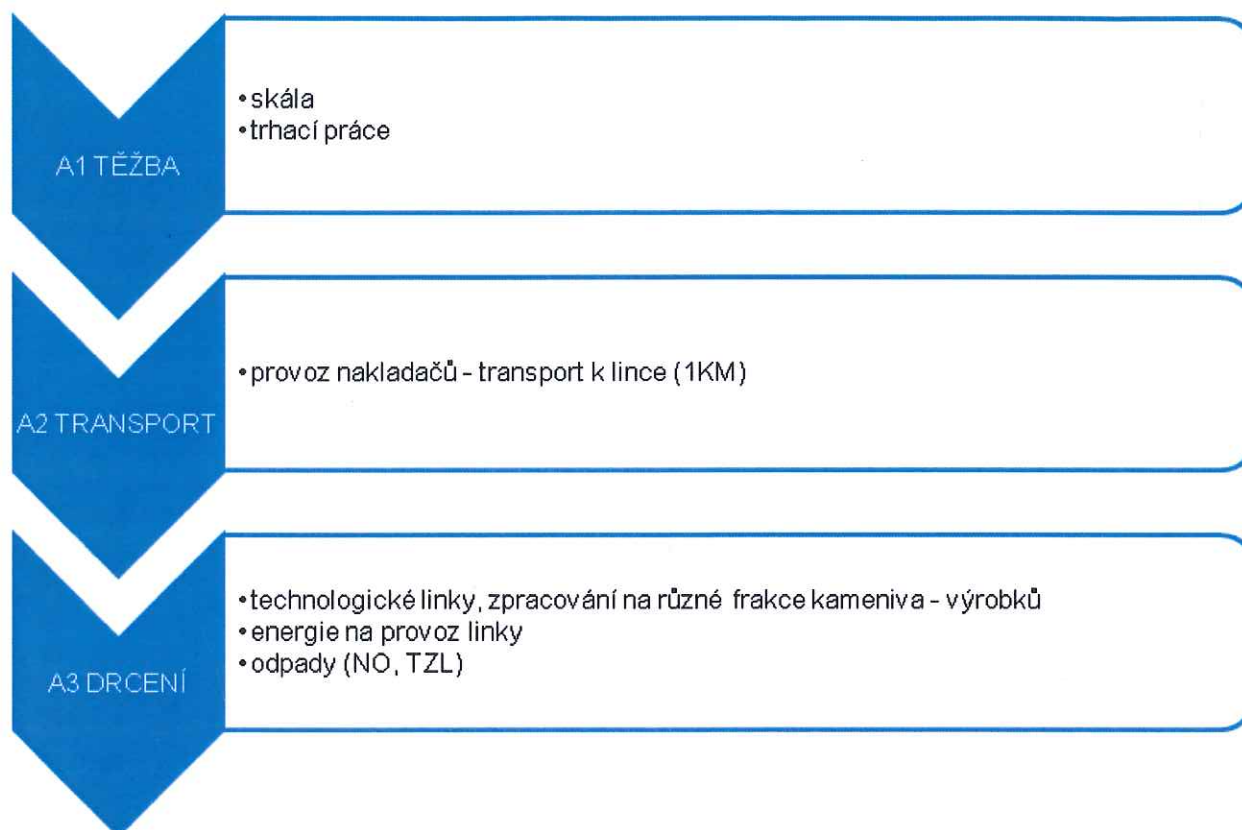 A1 TĚŽBA
•skála
•trhací práce
A2 TRANSPORT
•provoz nakladačů - transport k lince (1KM)
A3 DRCENÍ
•technologické linky, zpracování na různé frakce kameniva - výrobků
•energie na provoz linky
•odpady (NO, TZL)